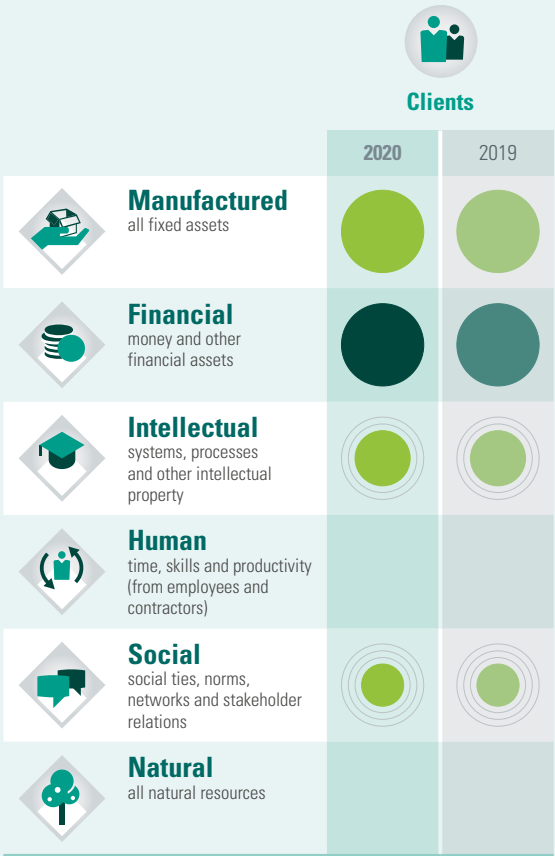 Clients
2020 2019
Manufactured
all fixed assets
Financial
money and other
financial assets
Intellectual
systems, processes
and other intellectual
property
Human
time, skills and productivity
(from employees and
contractors)
Social
social ties, norms,
networks and stakeholder
relations
Natural
all natural resources